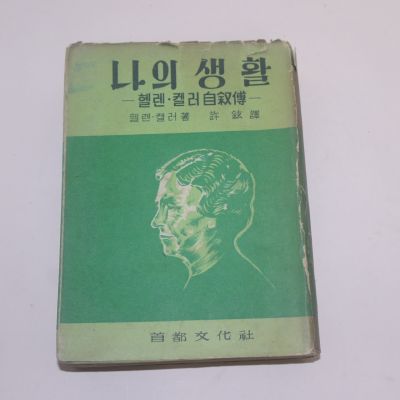 나의 생활
—헬렌·켈러自敍傳—
헬렌·켈러著 許鉉譯
首都文化社